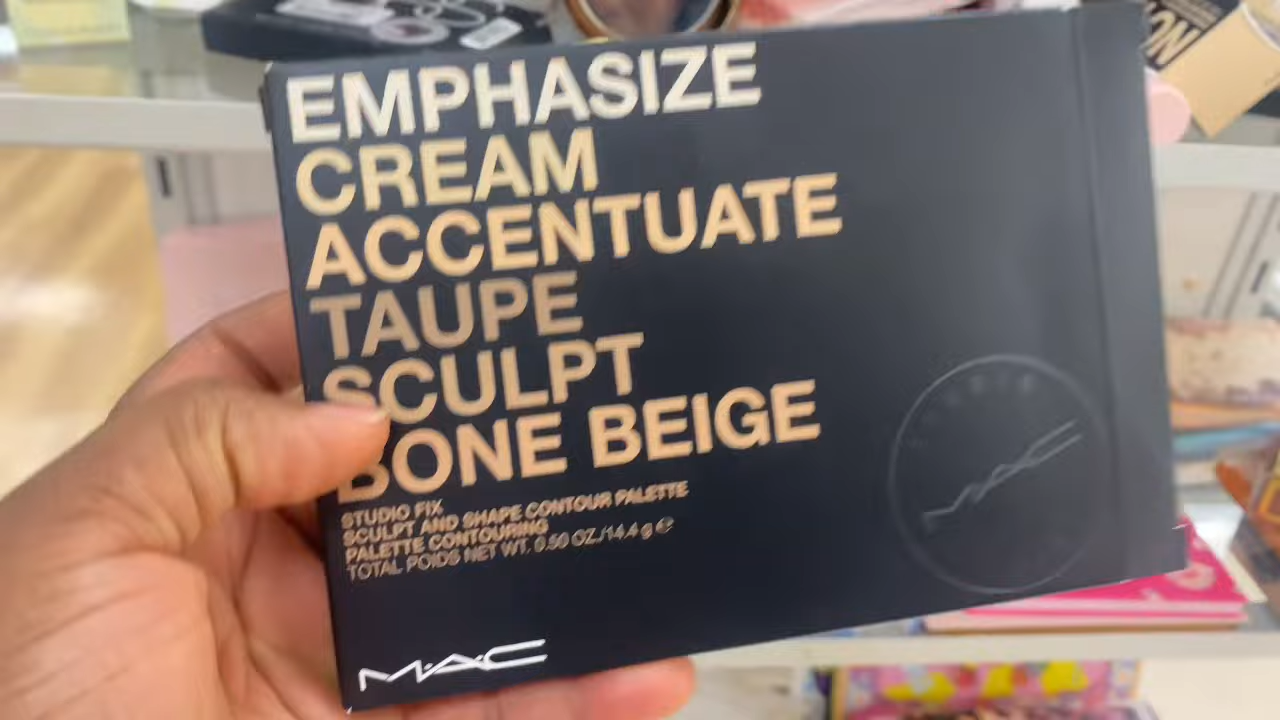 EMPHASIZE
CREAM
ACCENTUATE
TAUPE
SCULPT
BONE BEIGE
STUDIO FIX
SCULPT AND SHAPE CONTOUR PALETTE
PALETTE CONTOURING
TOTAL POIDS NET WT. 0.50 OZ./14.4 g ℮
M·A·C